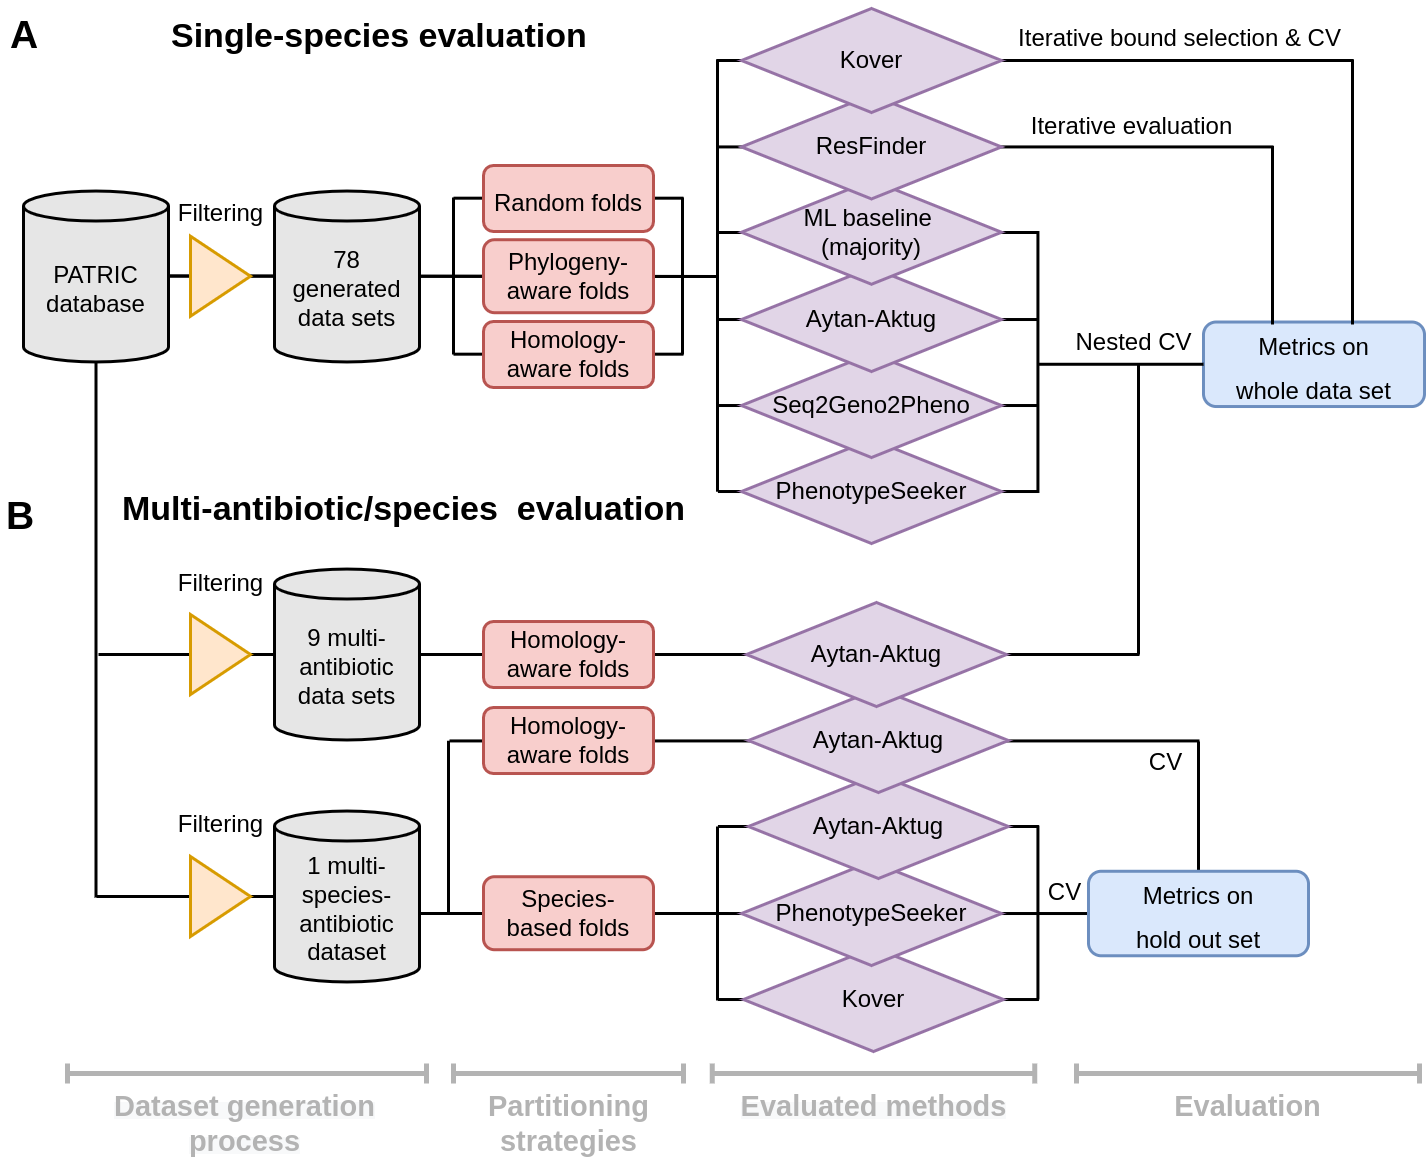 A
Single-species evaluation
PATRIC
database
Filtering
78
generated
data sets
Random folds
Phylogeny-
aware folds
Homology-
aware folds
Kover
ResFinder
ML baseline
(majority)
Aytan-Aktug
Seq2Geno2Pheno
PhenotypeSeeker
Iterative bound selection & CV
Iterative evaluation
Nested CV
Metrics on
whole data set
B
Multi-antibiotic/species evaluation
Filtering
9 multi-
antibiotic
data sets
Homology-
aware folds
Aytan-Aktug
Homology-
aware folds
Aytan-Aktug
CV
Filtering
1 multi-
species-
antibiotic
dataset
Species-
based folds
Aytan-Aktug
PhenotypeSeeker
Kover
CV
Metrics on
hold out set
Dataset generation
process
Partitioning
strategies
Evaluated methods
Evaluation